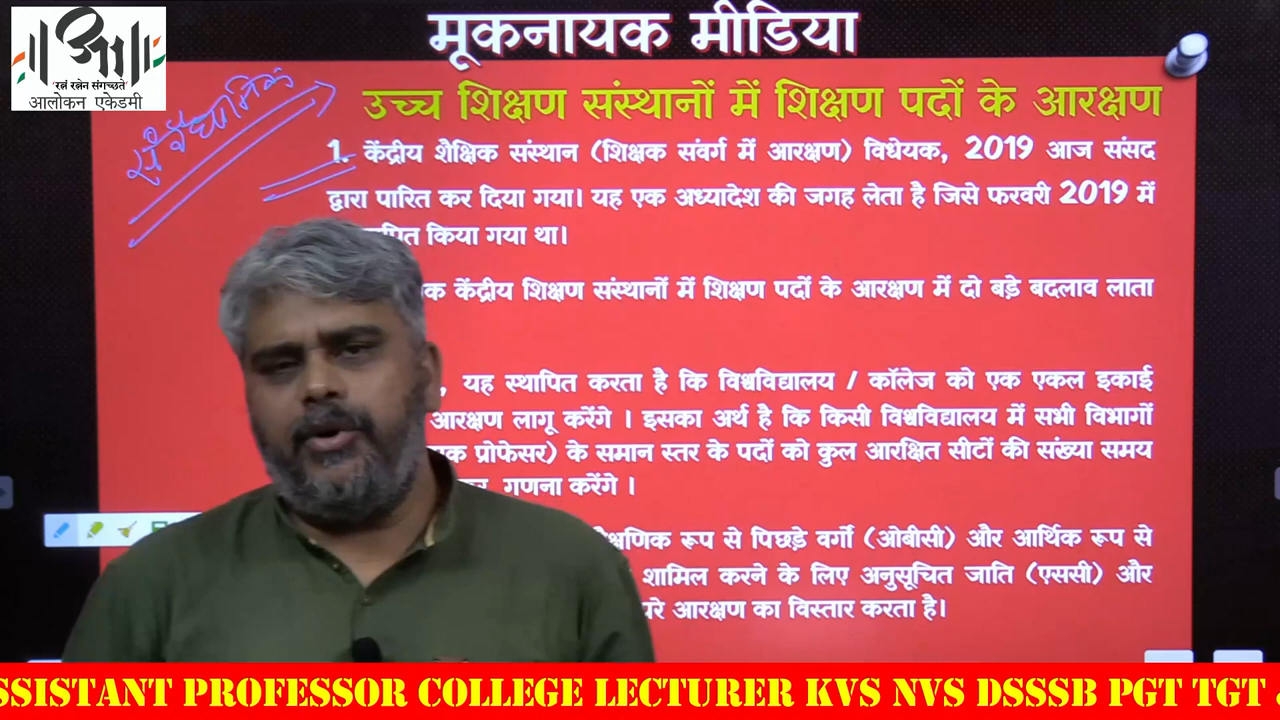 मूकनायक मीडिया
'रत्नं रत्नेन संगच्छते'
आलोकन एकेडमी
संवैधानिक
उच्च शिक्षण संस्थानों में शिक्षण पदों के आरक्षण
1. केंद्रीय शैक्षिक संस्थान (शिक्षक संवर्ग में आरक्षण) विधेयक, 2019 आज संसद
द्वारा पारित कर दिया गया। यह एक अध्यादेश की जगह लेता है जिसे फरवरी 2019 में
किया गया था।
केंद्रीय शिक्षण संस्थानों में शिक्षण पदों के आरक्षण में दो बड़े बदलाव लाता
, यह स्थापित करता है कि विश्वविद्यालय / कॉलेज को एक एकल इकाई
आरक्षण लागू करेंगे । इसका अर्थ है कि किसी विश्वविद्यालय में सभी विभागों
प्रोफेसर) के समान स्तर के पदों को कुल आरक्षित सीटों की संख्या समय
गणना करेंगे ।
रूप से पिछड़े वर्गों (ओबीसी) और आर्थिक रूप से
शामिल करने के लिए अनुसूचित जाति (एससी) और
आरक्षण का विस्तार करता है।
SSISTANT PROFESSOR COLLEGE LECTURER KVS NVS DSSSB PGT TGT